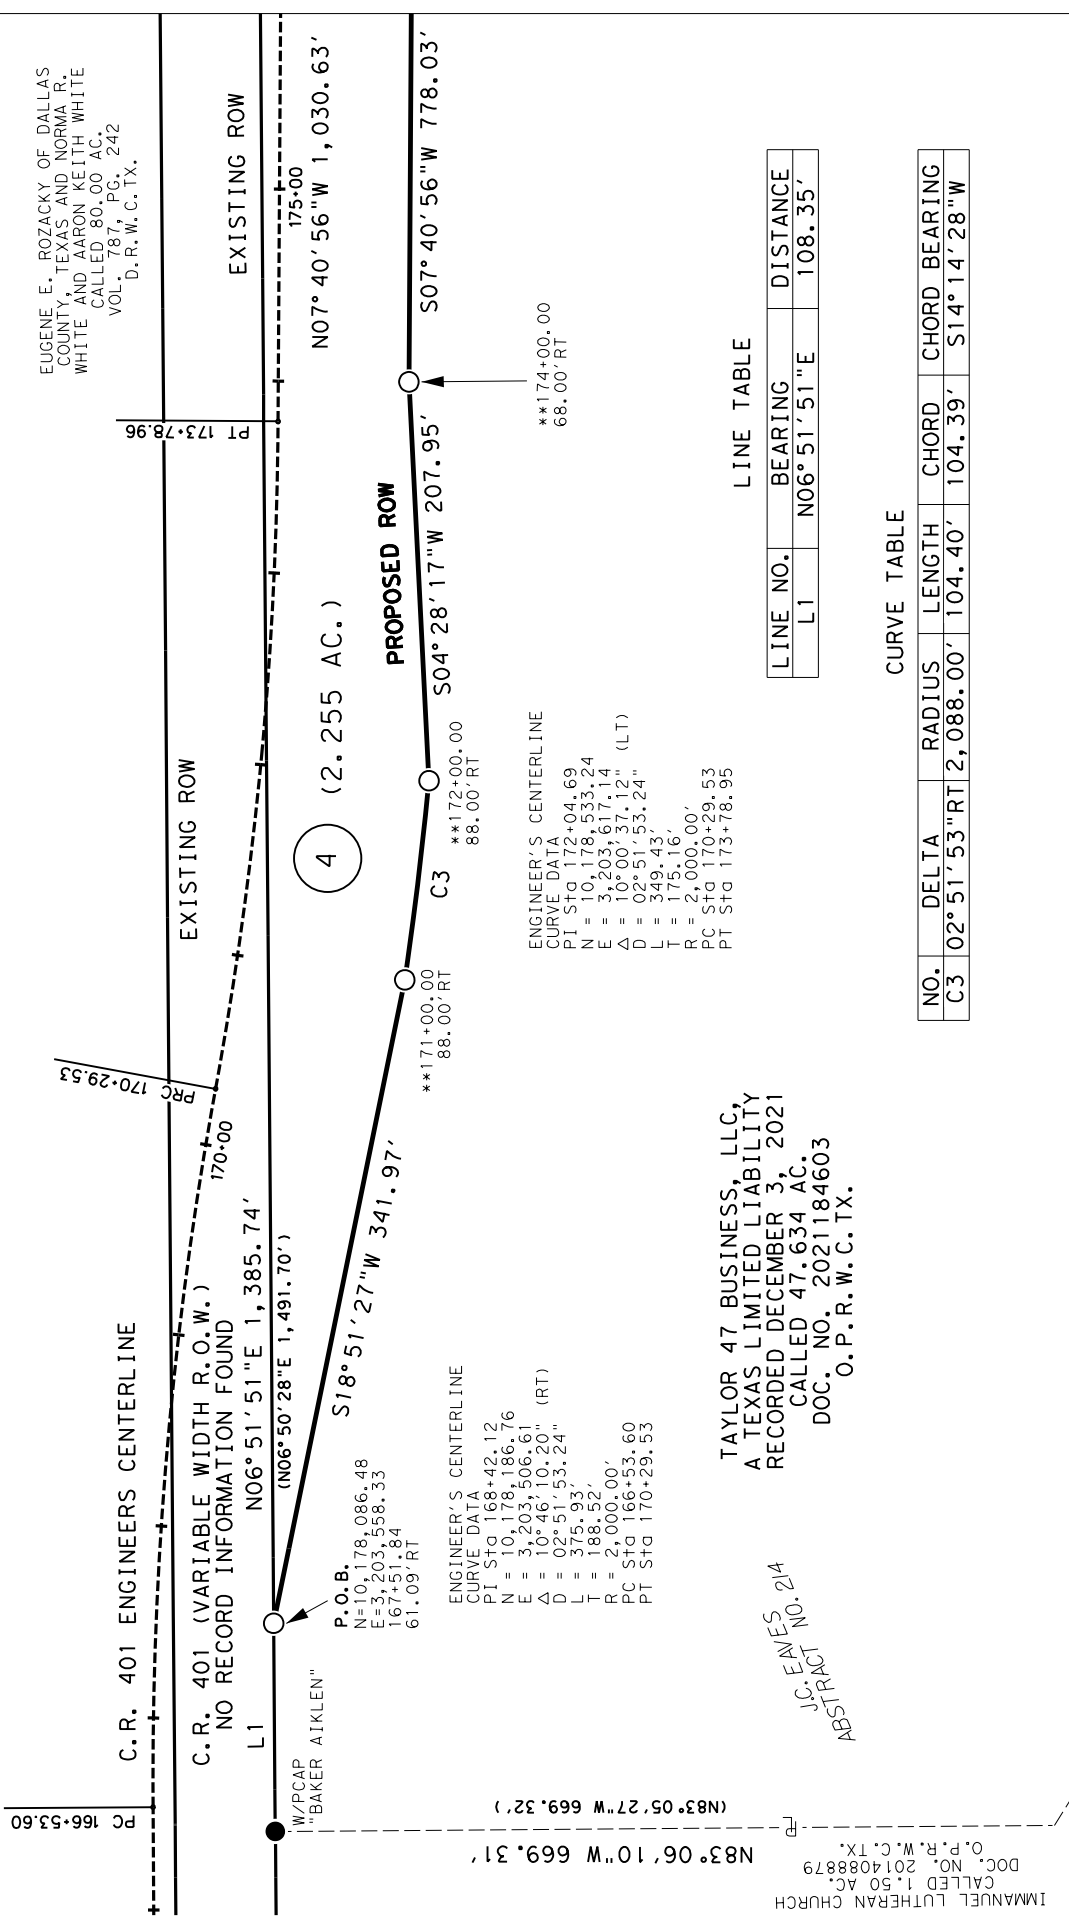 EUGENE E. ROZACKY OF DALLAS
COUNTY, TEXAS AND NORMA R.
WHITE AND AARON KEITH WHITE
CALLED 80.00 AC.
VOL. 787, PG. 242
D.R.W.C.TX.
EXISTING ROW
175+00
N07°40'56"W 1,030.63'
S07°40'56"W 778.03'
PT 173+78.96
**174+00.00
68.00'RT
EXISTING ROW
PROPOSED ROW
S04°28'17"W 207.95'
4
(2.255 AC.)
**172+00.00
88.00'RT
C3
**171+00.00
88.00'RT
PRC 170+29.53
170+00
ENGINEER'S CENTERLINE
CURVE DATA
PI Sta 172+04.69
N = 10,178,533.24
E = 3,203,617.14
Δ = 10°00'37.12" (LT)
D = 02°51'53.24"
L = 349.43'
T = 175.16'
R = 2,000.00'
PC Sta 170+29.53
PT Sta 173+78.95
LINE TABLE
LINE NO. BEARING DISTANCE
L1 N06°51'51"E 108.35'
CURVE TABLE
NO. DELTA RADIUS LENGTH CHORD CHORD BEARING
C3 02°51'53"RT 2,088.00' 104.40' 104.39' S14°14'28"W
C.R. 401 ENGINEERS CENTERLINE
C.R. 401 (VARIABLE WIDTH R.O.W.)
NO RECORD INFORMATION FOUND
N06°51'51"E 1,385.74'
(N06°50'28"E 1,491.70')
S18°51'27"W 341.97'
L1
PC 166+53.60
W/PCAP
"BAKER AIKLEN"
P.O.B.
N=10,178,086.48
E=3,203,558.33
167+51.84
61.09'RT
ENGINEER'S CENTERLINE
CURVE DATA
PI Sta 168+42.12
N = 10,178,186.76
E = 3,203,506.61
Δ = 10°46'10.20" (RT)
D = 02°51'53.24"
L = 375.93'
T = 188.52'
R = 2,000.00'
PC Sta 166+53.60
PT Sta 170+29.53
TAYLOR 47 BUSINESS, LLC,
A TEXAS LIMITED LIABILITY
RECORDED DECEMBER 3, 2021
CALLED 47.634 AC.
DOC. NO. 2021184603
O.P.R.W.C.TX.
J.C. EAVES
ABSTRACT NO. 214
(N83°05'27"W 669.32')
N83°06'10"W 669.31'
PL
IMMANUEL LUTHERAN CHURCH
CALLED 1.50 AC.
DOC. NO. 2014088879
O.P.R.W.C.TX.